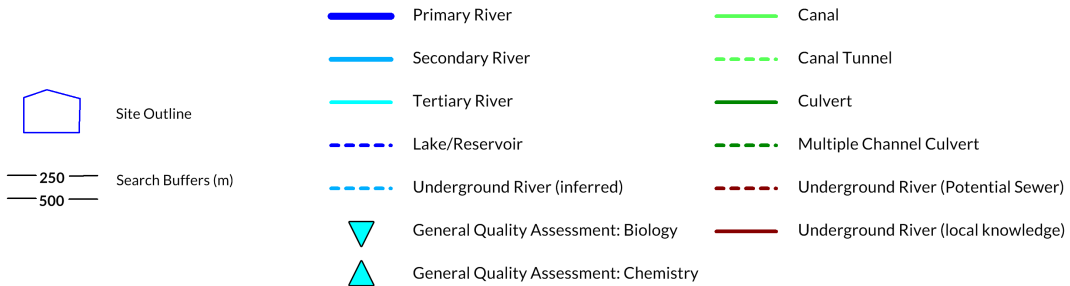 Primary River
Canal
Secondary River
Canal Tunnel
Site Outline
Tertiary River
Culvert
Lake/Reservoir
Multiple Channel Culvert
250
500
Search Buffers (m)
Underground River (inferred)
Underground River (Potential Sewer)
General Quality Assessment: Biology
Underground River (local knowledge)
General Quality Assessment: Chemistry